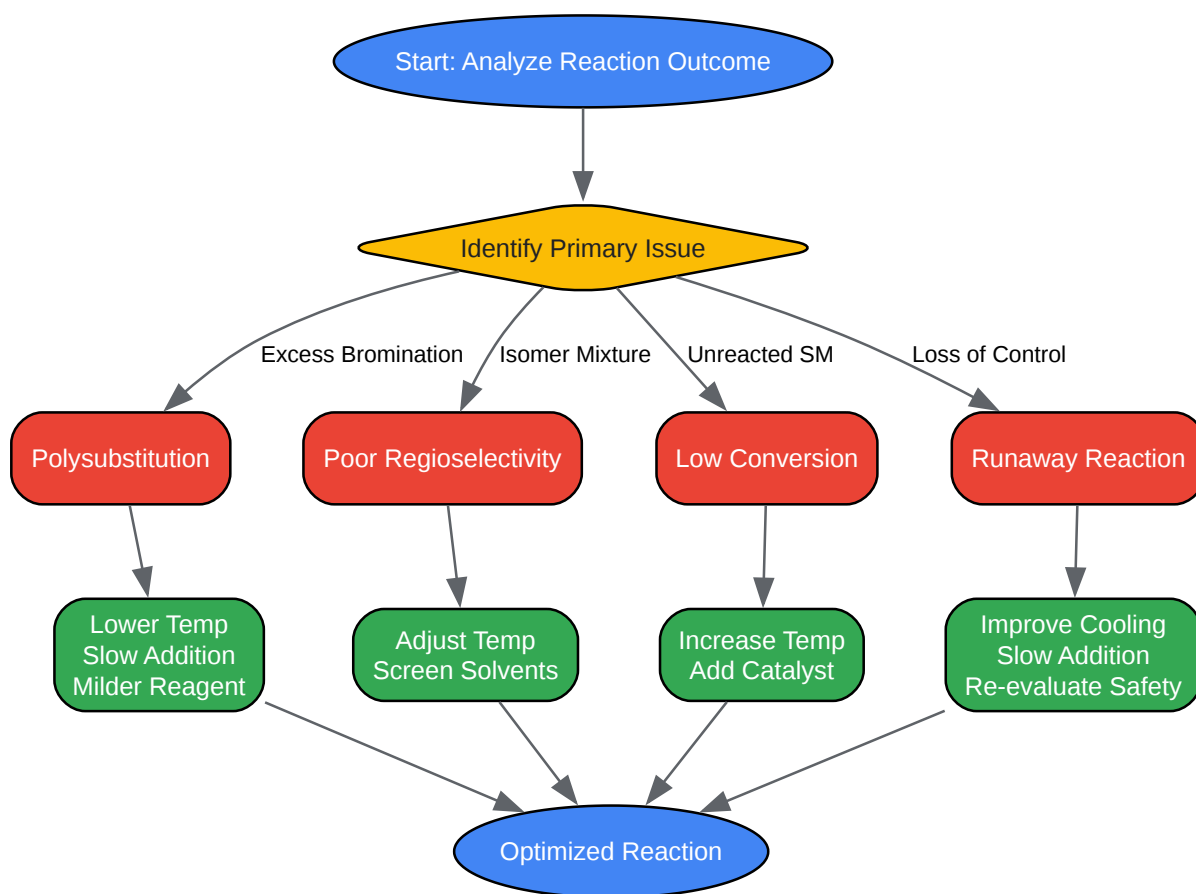 Start: Analyze Reaction Outcome
Identify Primary Issue
Excess Bromination
Isomer Mixture
Unreacted SM
Loss of Control
Polysubstitution
Poor Regioselectivity
Low Conversion
Runaway Reaction
Lower Temp
Slow Addition
Milder Reagent
Adjust Temp
Screen Solvents
Increase Temp
Add Catalyst
Improve Cooling
Slow Addition
Re-evaluate Safety
Optimized Reaction